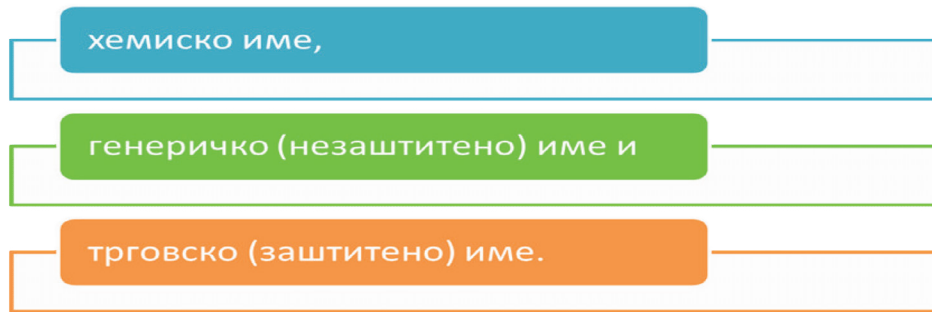 хемиско име,
генеричко (незаштитено) име и
трговско (заштитено) име.